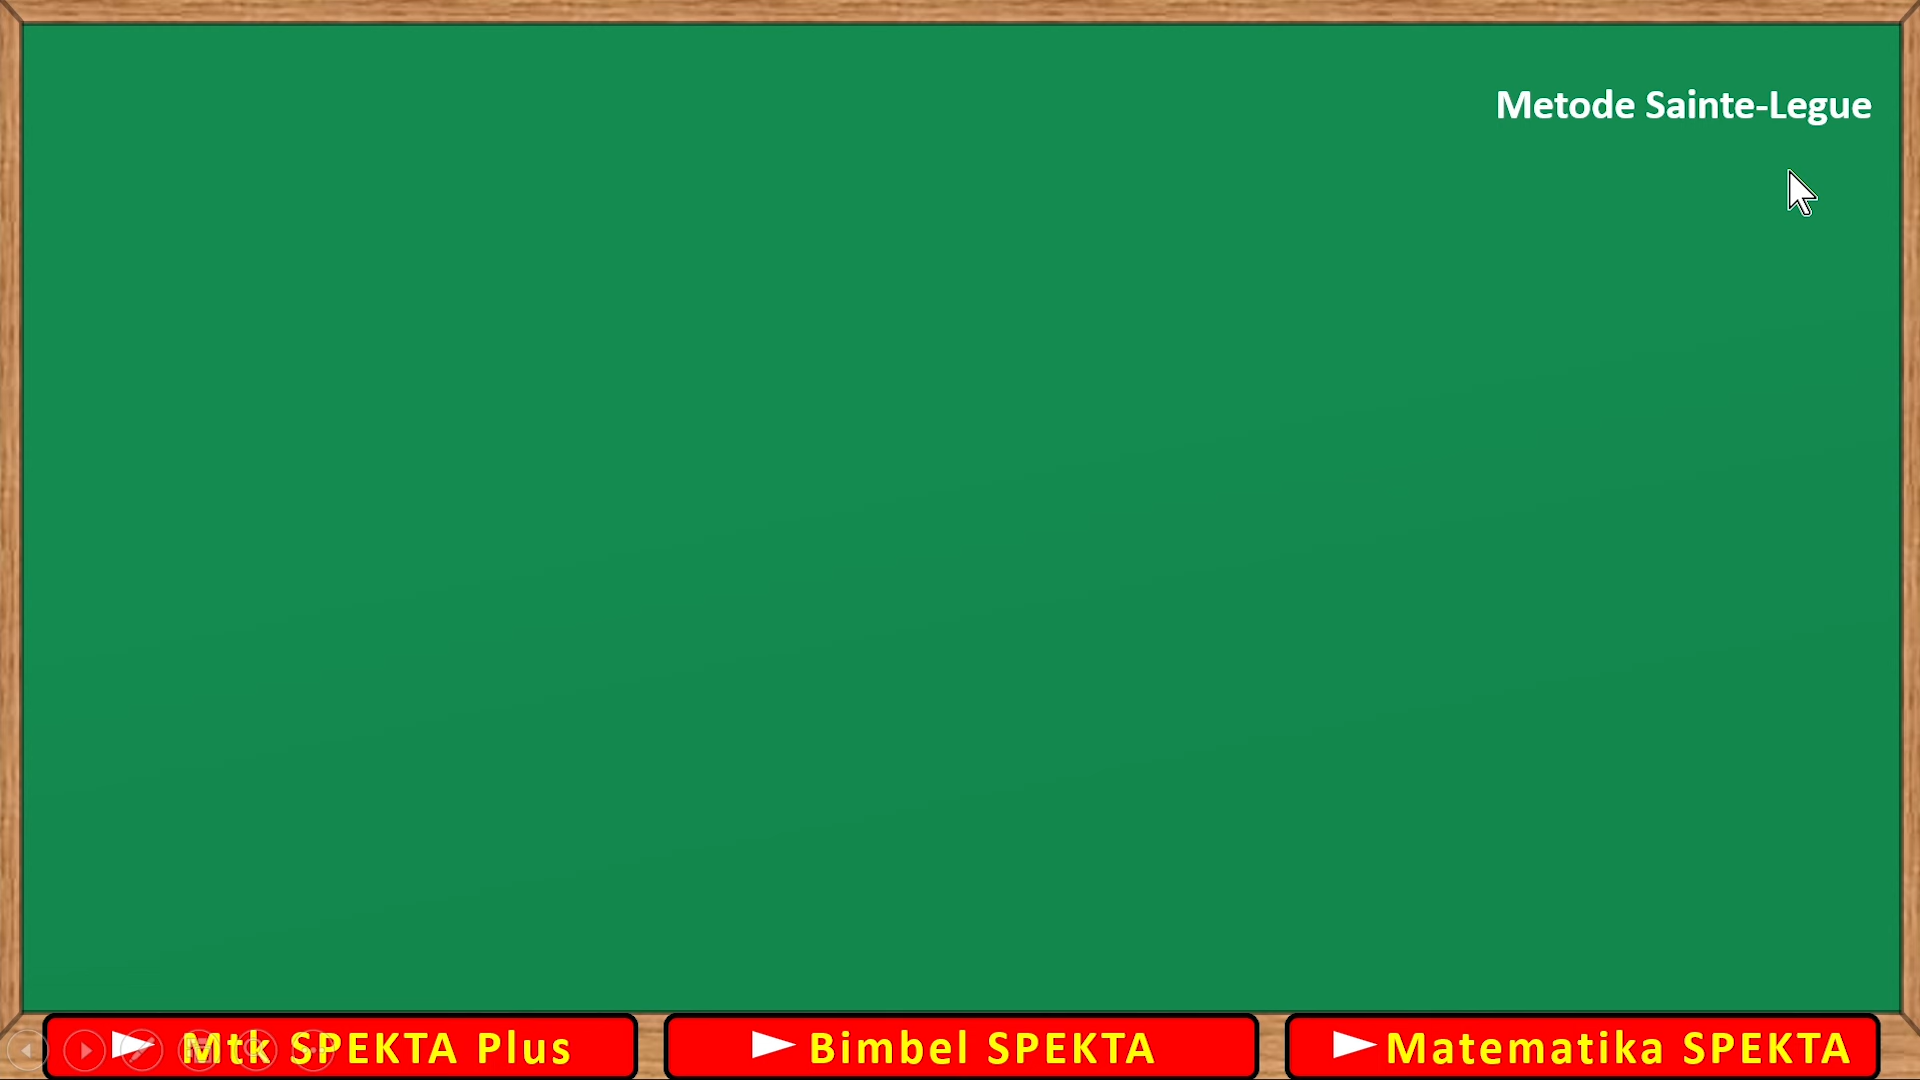 Metode Sainte-Legue
Mtk SPEKTA Plus
Bimbel SPEKTA
Matematika SPEKTA